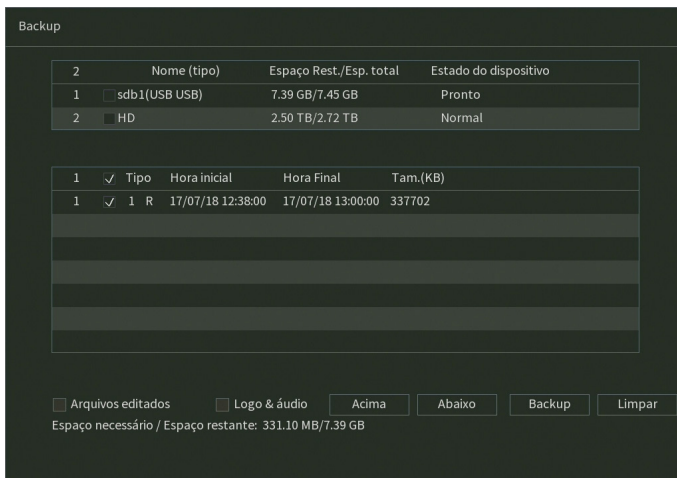 Backup
2 Nome (tipo) Espaço Rest./Esp. total Estado do dispositivo
1 sdb1(USB USB) 7.39 GB/7.45 GB Pronto
2 HD 2.50 TB/2.72 TB Normal
1 Tipo Hora inicial Hora Final Tam.(KB)
1 1 R 17/07/18 12:38:00 17/07/18 13:00:00 337702
Arquivos editados Logo & áudio Acima Abaixo Backup Limpar
Espaço necessário / Espaço restante: 331.10 MB/7.39 GB